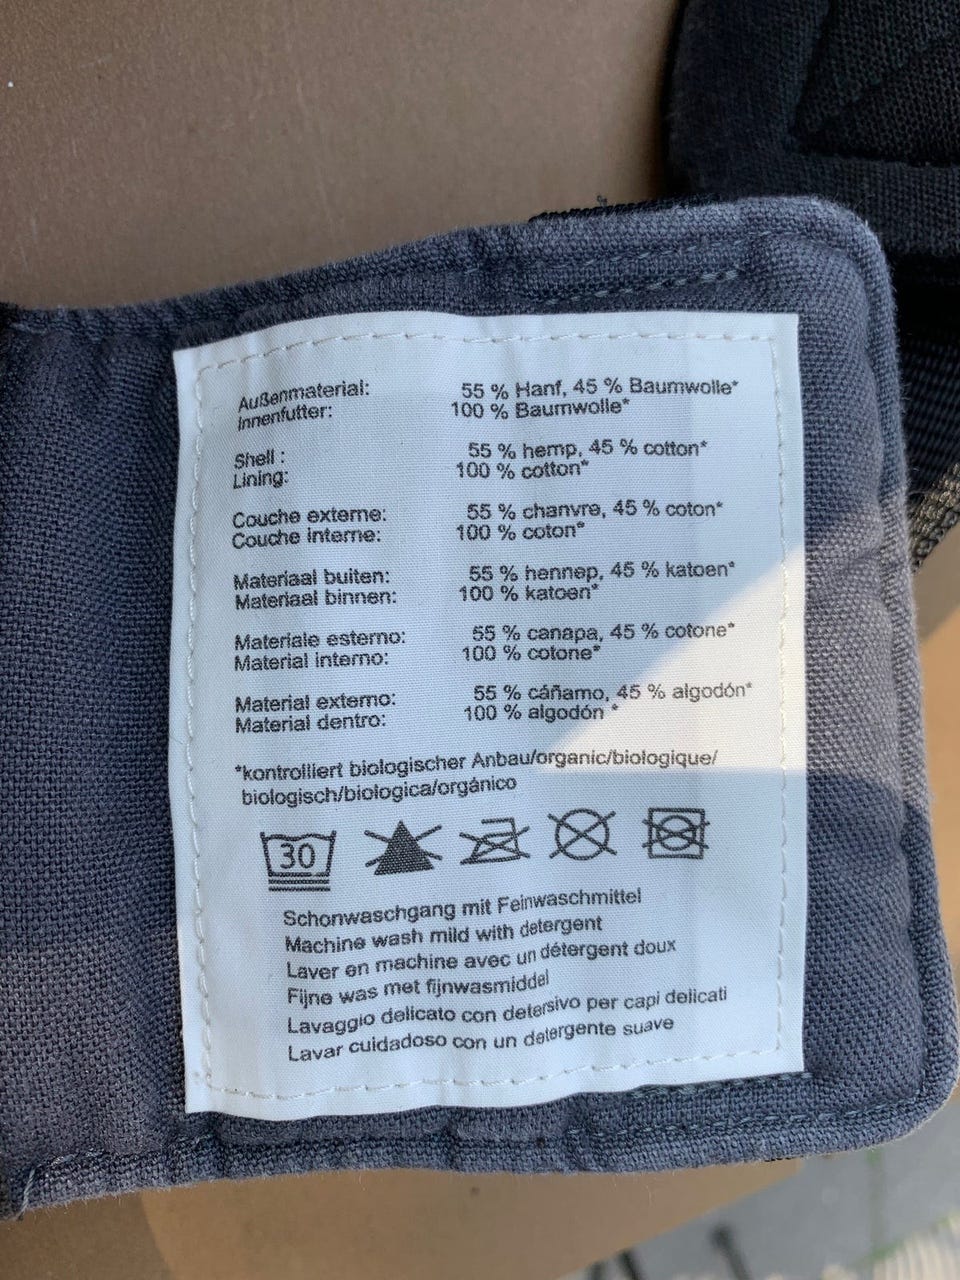 Außenmaterial: 55 % Hanf, 45 % Baumwolle*
Innenfutter: 100 % Baumwolle*
Shell : 55 % hemp, 45 % cotton*
Lining: 100 % cotton*
Couche externe: 55 % chanvre, 45 % coton*
Couche interne: 100 % coton*
Materiaal buiten: 55 % hennep, 45 % katoen*
Materiaal binnen: 100 % katoen*
Materiale esterno: 55 % canapa, 45 % cotone*
Material interno: 100 % cotone*
Material externo: 55 % cáñamo, 45 % algodón*
Material dentro: 100 % algodón *
*kontrolliert biologischer Anbau/organic/biologique/
biologisch/biologica/orgánico
30
Schonwaschgang mit Feinwaschmittel
Machine wash mild with detergent
Laver en machine avec un détergent doux
Fijne was met fijnwasmiddel
Lavaggio delicato con detersivo per capi delicati
Lavar cuidadoso con un detergente suave